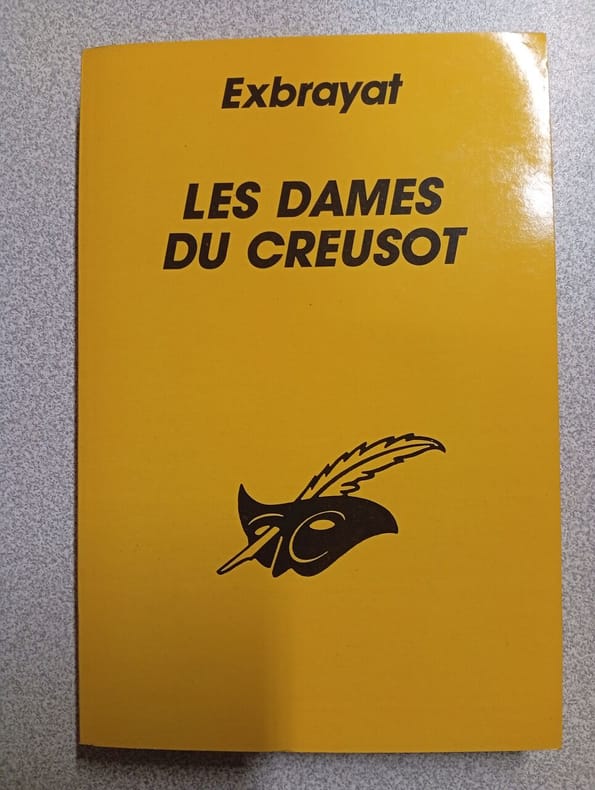 Exbrayat
LES DAMES
DU CREUSOT